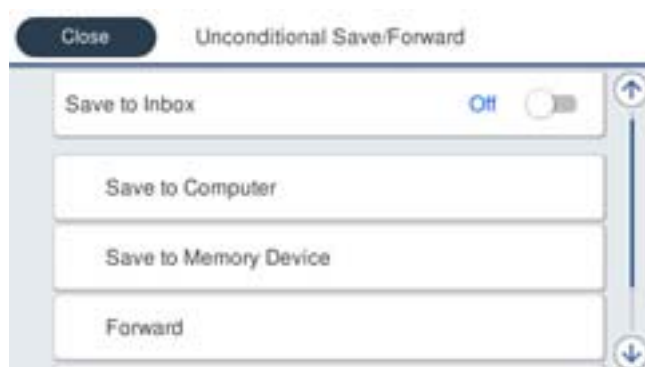 Close
Unconditional Save/Forward
Save to Inbox
Off
Save to Computer
Save to Memory Device
Forward